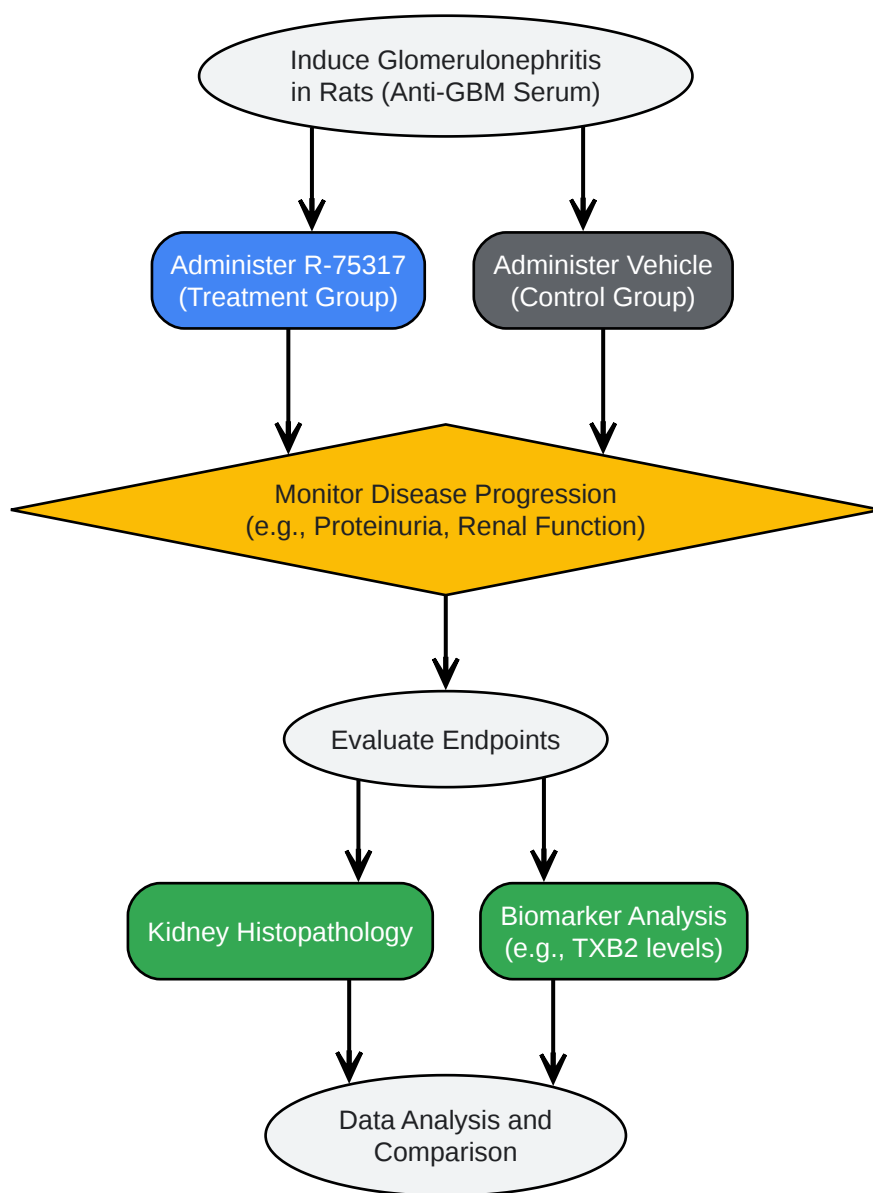 Induce Glomerulonephritis
in Rats (Anti-GBM Serum)
Administer R-75317
(Treatment Group)
Administer Vehicle
(Control Group)
Monitor Disease Progression
(e.g., Proteinuria, Renal Function)
Evaluate Endpoints
Kidney Histopathology
Biomarker Analysis
(e.g., TXB2 levels)
Data Analysis and
Comparison